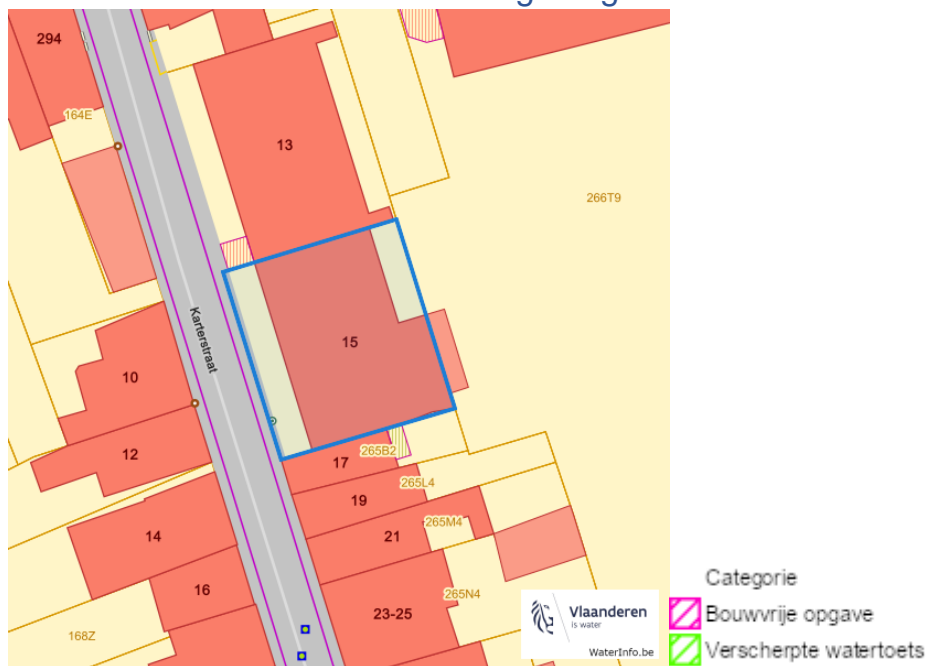 294
164E
13
266T9
Karterstraat
15
10
12
265B2
17
265L4
19
265M4
21
14
16
265N4
23-25
168Z
Vlaanderen
is water
WaterInfo.be
Categorie
Bouwvrije opgave
Verscherpte watertoets